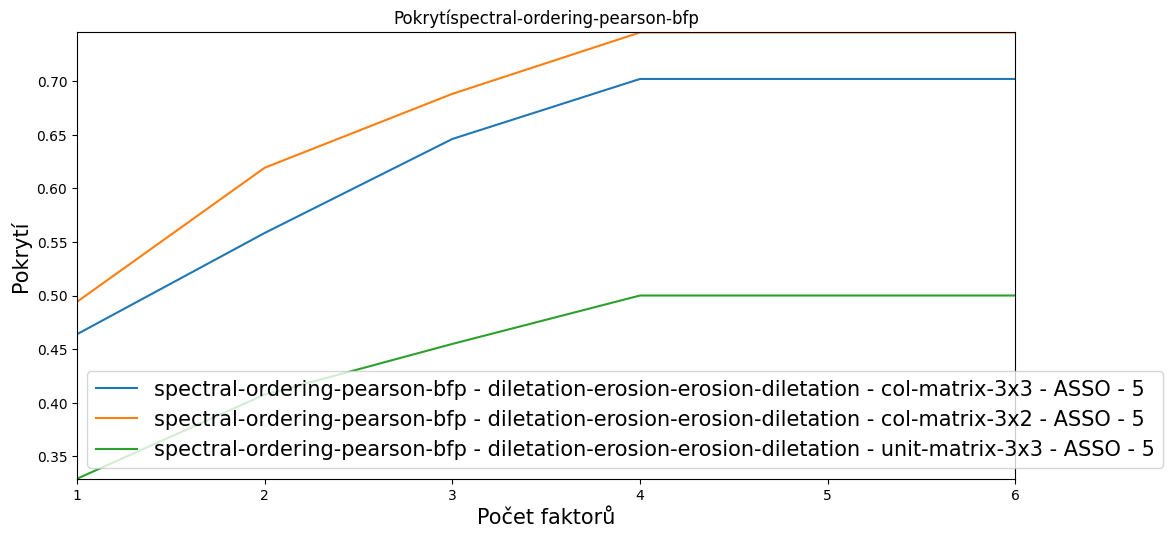 Pokrytíspectral-ordering-pearson-bfp
0.70
0.65
0.60
0.55
0.50
0.45
0.40
0.35
Pokrytí
spectral-ordering-pearson-bfp - diletation-erosion-erosion-diletation - col-matrix-3x3 - ASSO - 5
spectral-ordering-pearson-bfp - diletation-erosion-erosion-diletation - col-matrix-3x2 - ASSO - 5
spectral-ordering-pearson-bfp - diletation-erosion-erosion-diletation - unit-matrix-3x3 - ASSO - 5
1 2 3 4 5 6
Počet faktorů